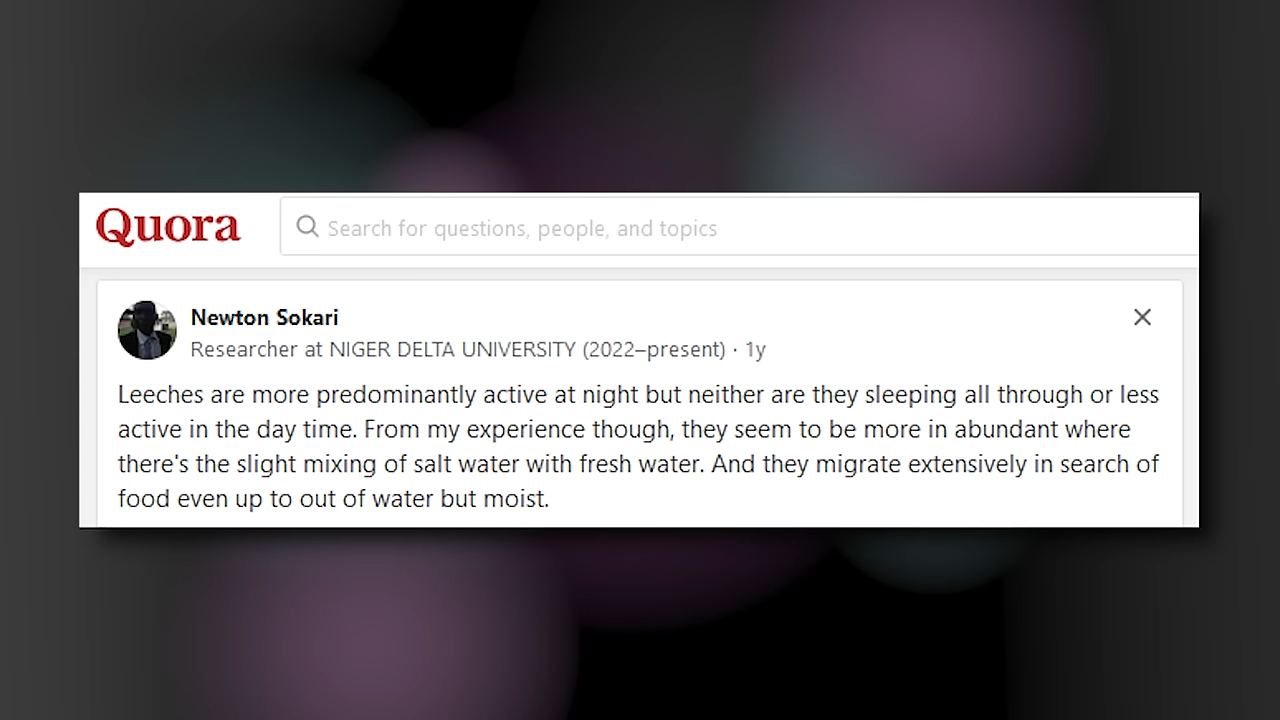 Quora
Search for questions, people, and topics
Newton Sokari
Researcher at NIGER DELTA UNIVERSITY (2022–present) · 1y
Leeches are more predominantly active at night but neither are they sleeping all through or less
active in the day time. From my experience though, they seem to be more in abundant where
there's the slight mixing of salt water with fresh water. And they migrate extensively in search of
food even up to out of water but moist.